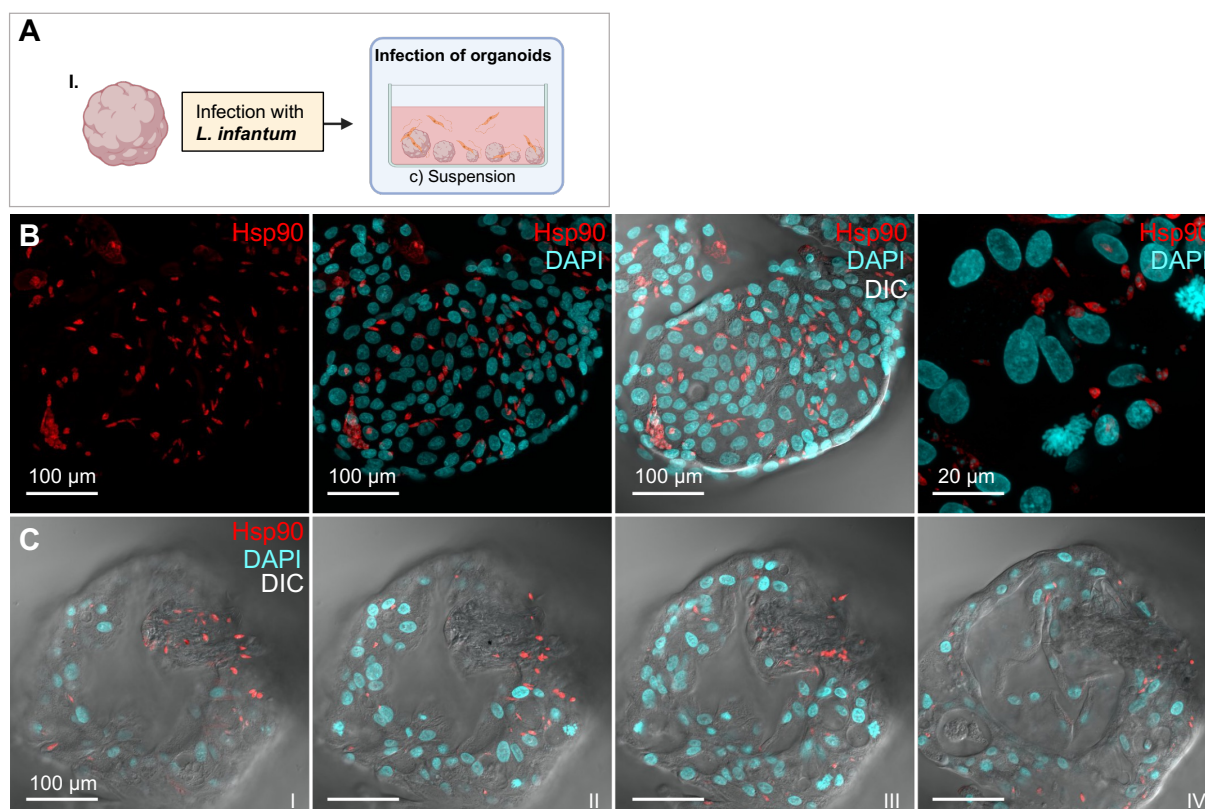 A
I.
Infection with
L. infantum
Infection of organoids
c) Suspension
B
Hsp90
100 µm
Hsp90
DAPI
100 µm
Hsp90
DAPI
DIC
100 µm
Hsp90
DAPI
20 µm
C
Hsp90
DAPI
DIC
100 µm
I
II
III
IV